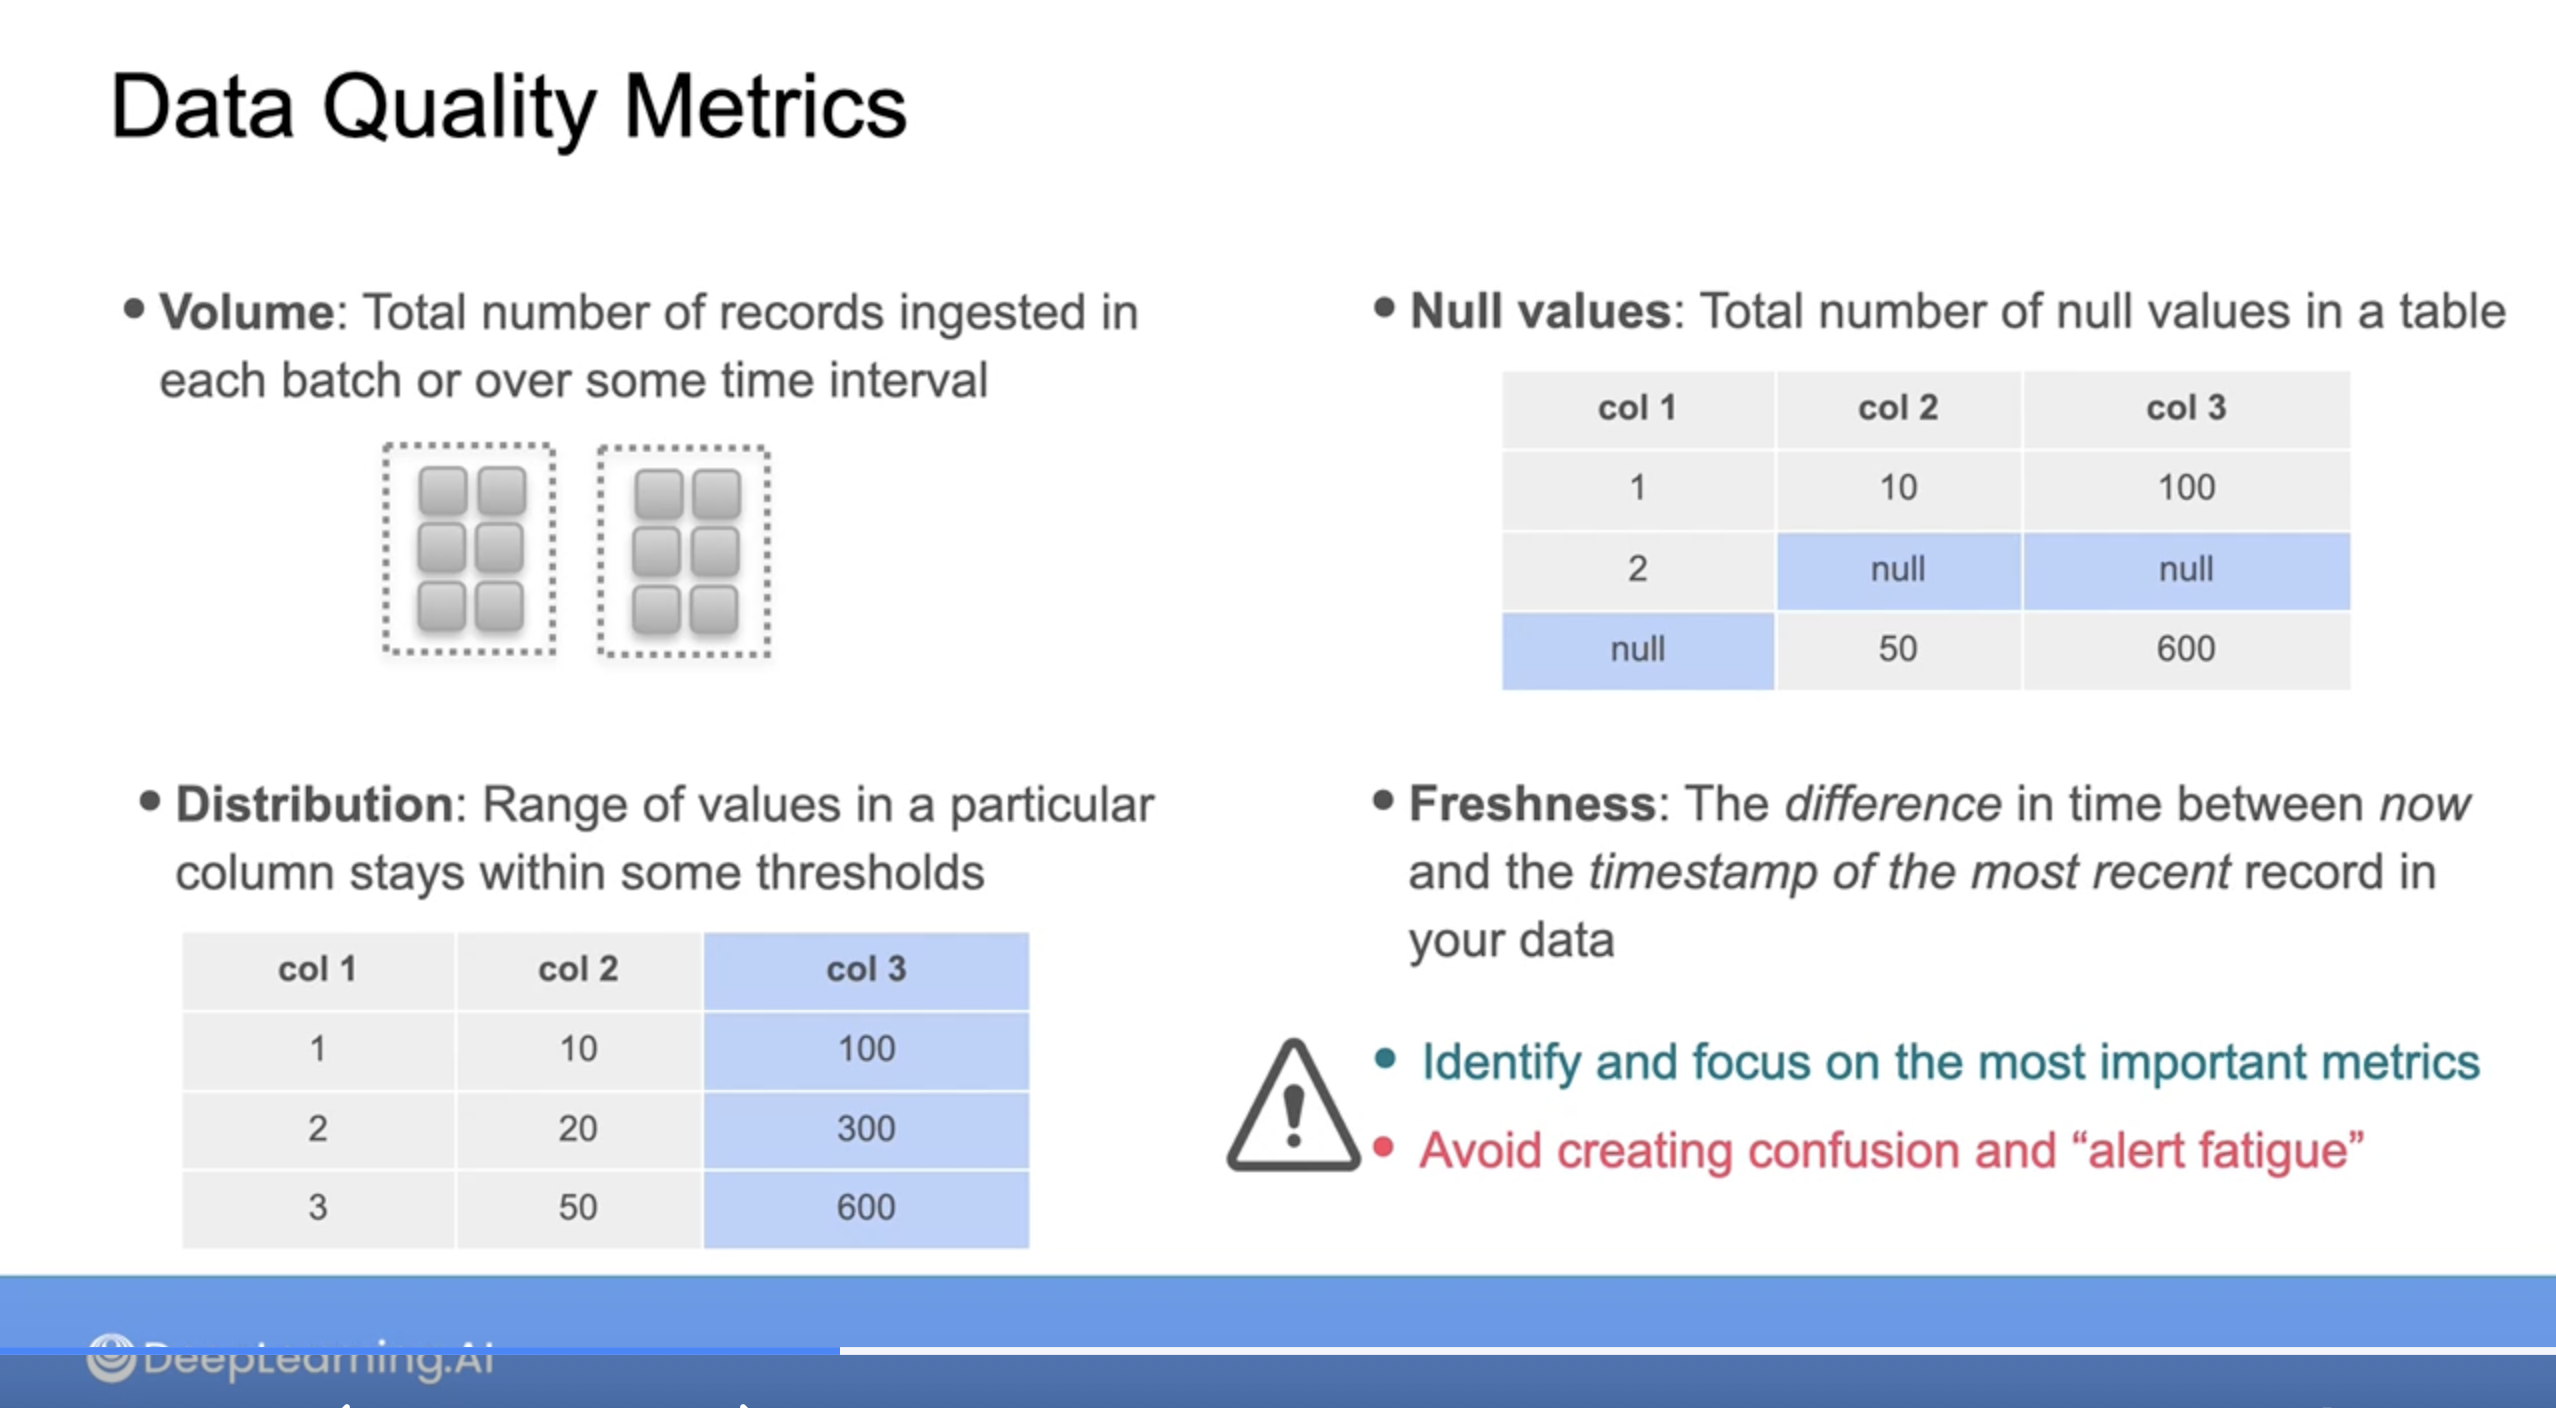 Data Quality Metrics
• Volume: Total number of records ingested in
each batch or over some time interval
• Null values: Total number of null values in a table
col 1 col 2 col 3
1 10 100
2 null null
null 50 600
• Distribution: Range of values in a particular
column stays within some thresholds
col 1 col 2 col 3
1 10 100
2 20 300
3 50 600
• Freshness: The difference in time between now
and the timestamp of the most recent record in
your data
• Identify and focus on the most important metrics
• Avoid creating confusion and “alert fatigue”
DeepLearning.AI